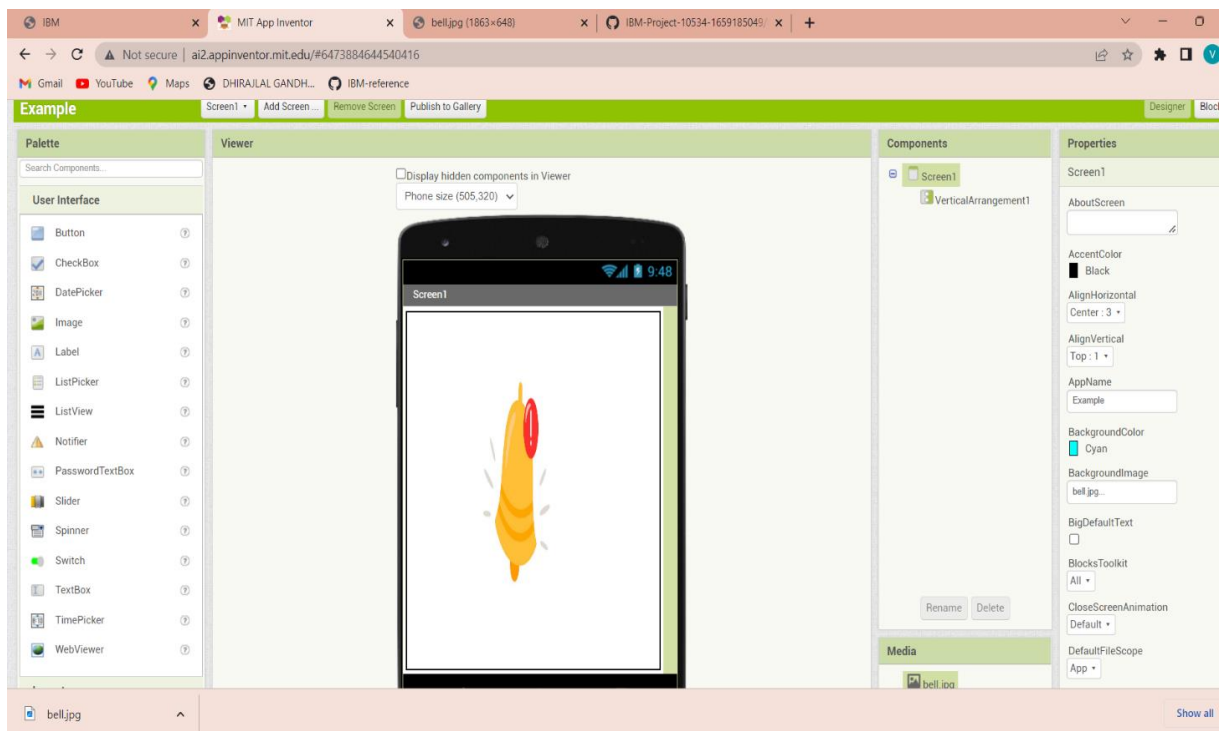 IBM
MIT App Inventor
bell.jpg (1863×648)
IBM-Project-10534-1659185049/
Not secure | ai2.appinventor.mit.edu/#6473884644540416
Gmail
YouTube
Maps
DHIRAJLAL GANDH...
IBM-reference
Example
Screen1
Add Screen ...
Remove Screen
Publish to Gallery
Designer
Bloc
Palette
Search Components...
User Interface
Button
CheckBox
DatePicker
Image
Label
ListPicker
ListView
Notifier
PasswordTextBox
Slider
Spinner
Switch
TextBox
TimePicker
WebViewer
Viewer
Display hidden components in Viewer
Phone size (505,320)
9:48
Screen1
Components
Screen1
VerticalArrangement1
Rename
Delete
Media
bell.jpg
Properties
Screen1
AboutScreen
AccentColor
Black
AlignHorizontal
Center : 3
AlignVertical
Top : 1
AppName
Example
BackgroundColor
Cyan
BackgroundImage
bell.jpg...
BigDefaultText
BlocksToolkit
All
CloseScreenAnimation
Default
DefaultFileScope
App
bell.jpg
Show all